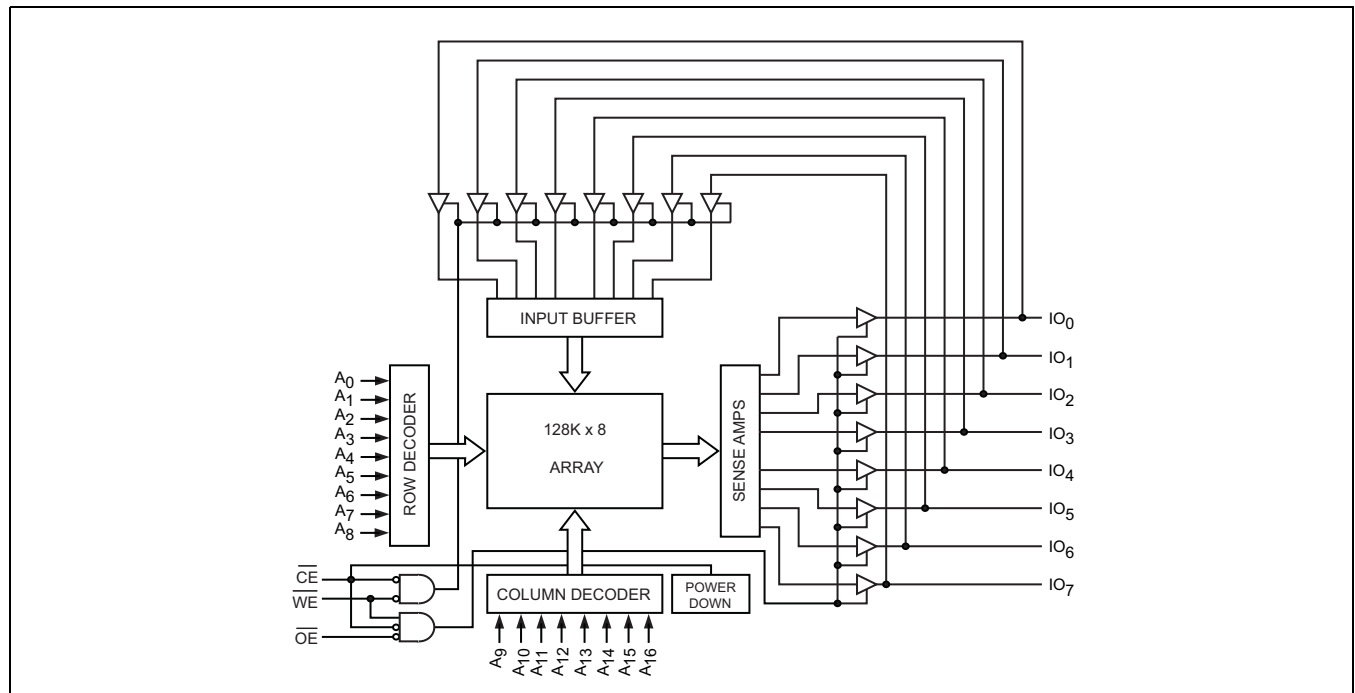 INPUT BUFFER
A0
A1
A2
A3
A4
A5
A6
A7
A8
ROW DECODER
128K x 8
ARRAY
SENSE AMPS
IO0
IO1
IO2
IO3
IO4
IO5
IO6
IO7
CE
WE
OE
COLUMN DECODER
POWER
DOWN
A9
A10
A11
A12
A13
A14
A15
A16